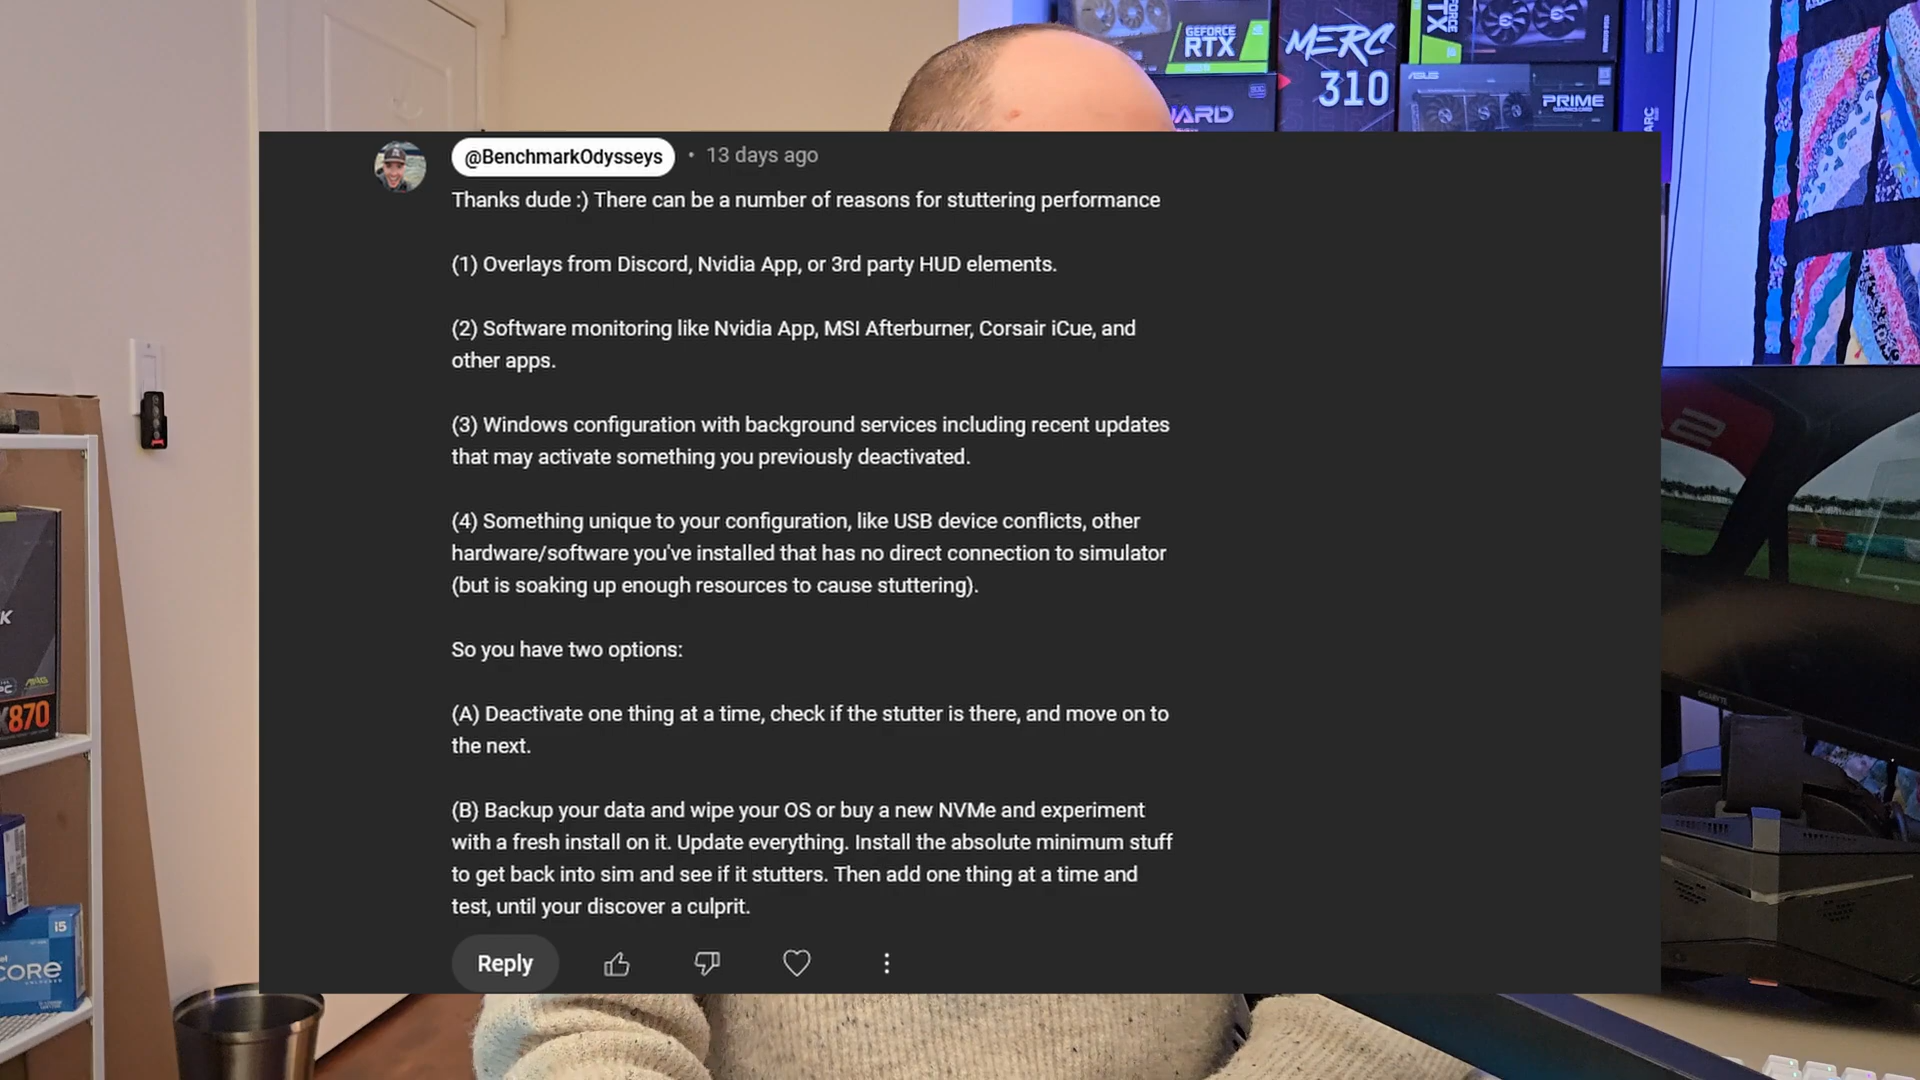 GEFORCE
RTX
MERC
310
ASUS
PRIME
GRAPHICS CARD
ARC
@BenchmarkOdysseys • 13 days ago
Thanks dude :) There can be a number of reasons for stuttering performance
(1) Overlays from Discord, Nvidia App, or 3rd party HUD elements.
(2) Software monitoring like Nvidia App, MSI Afterburner, Corsair iCue, and
other apps.
(3) Windows configuration with background services including recent updates
that may activate something you previously deactivated.
(4) Something unique to your configuration, like USB device conflicts, other
hardware/software you've installed that has no direct connection to simulator
(but is soaking up enough resources to cause stuttering).
So you have two options:
(A) Deactivate one thing at a time, check if the stutter is there, and move on to
the next.
(B) Backup your data and wipe your OS or buy a new NVMe and experiment
with a fresh install on it. Update everything. Install the absolute minimum stuff
to get back into sim and see if it stutters. Then add one thing at a time and
test, until your discover a culprit.
Reply
X870
i5
CORE
GIGABYTE